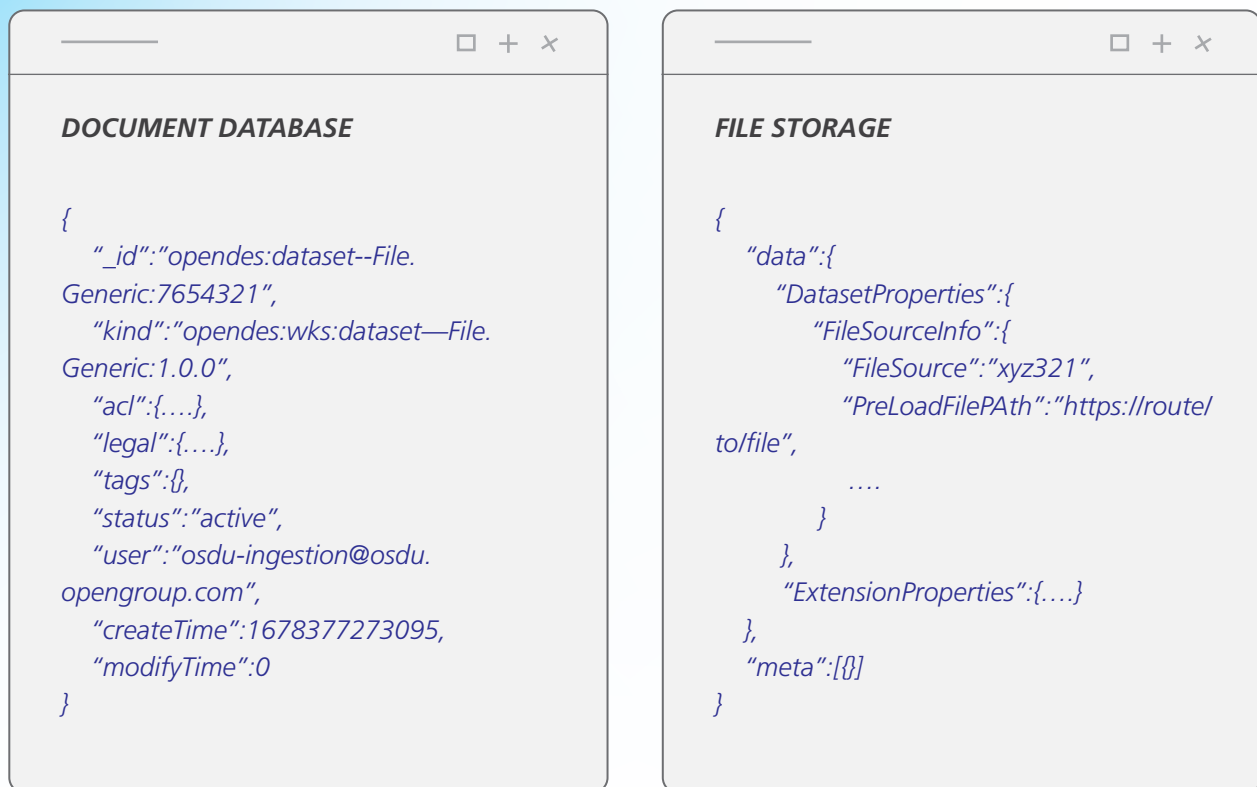 DOCUMENT DATABASE
{
“_id”:”opendes:dataset--File.
Generic:7654321”,
“kind”:”opendes:wks:dataset—File.
Generic:1.0.0”,
“acl”:{….},
“legal”:{….},
“tags”:{},
“status”:”active”,
“user”:”osdu-ingestion@osdu.
opengroup.com”,
“createTime”:1678377273095,
“modifyTime”:0
}
FILE STORAGE
{
“data”:{
“DatasetProperties”:{
“FileSourceInfo”:{
“FileSource”:”xyz321”,
“PreLoadFilePAth”:”https://route/
to/file”,
….
}
},
“ExtensionProperties”:{….}
},
“meta”:[{}]
}